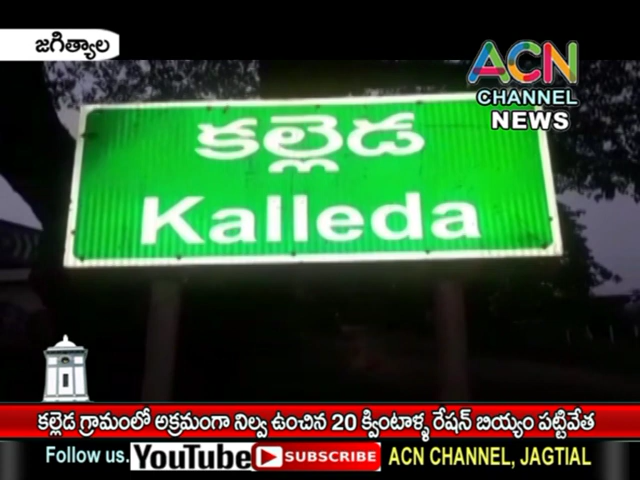 జగిత్యాల
ACN
CHANNEL
NEWS
కల్లెడ
Kalleda
కల్లెడ గ్రామంలో అక్రమంగా నిల్వ ఉంచిన 20 క్వింటాళ్ళ రేషన్ బియ్యం పట్టివేత
Follow us. YouTube SUBSCRIBE ACN CHANNEL, JAGTIAL